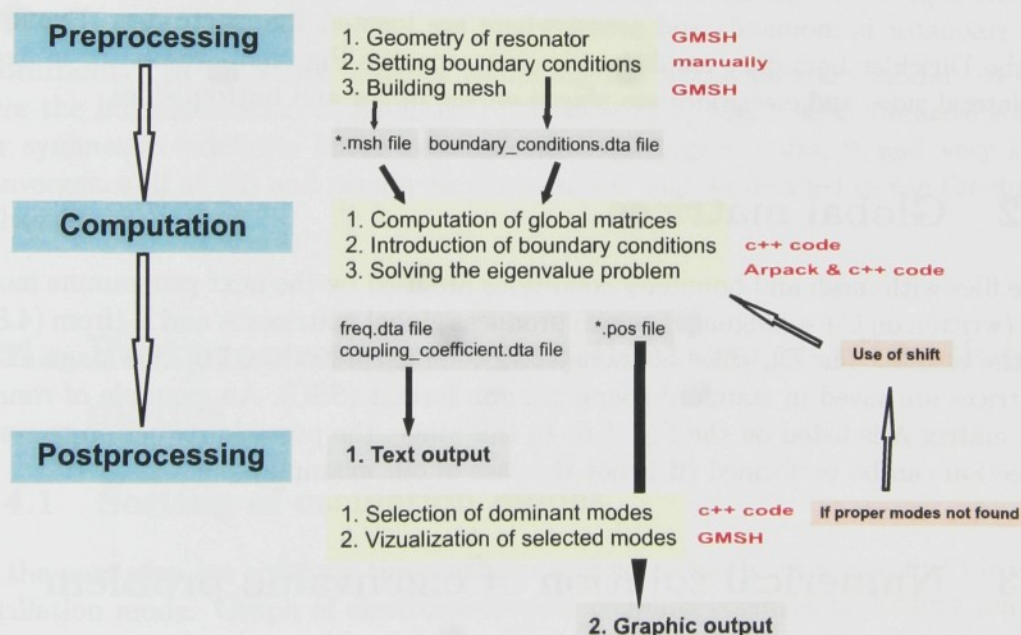 Preprocessing
1. Geometry of resonator GMSH
2. Setting boundary conditions manually
3. Building mesh GMSH
*.msh file boundary_conditions.dta file
Computation
1. Computation of global matrices
2. Introduction of boundary conditions c++ code
3. Solving the eigenvalue problem Arpack & c++ code
freq.dta file *.pos file
coupling_coefficient.dta file
Use of shift
Postprocessing
1. Text output
1. Selection of dominant modes c++ code If proper modes not found
2. Vizualization of selected modes GMSH
2. Graphic output